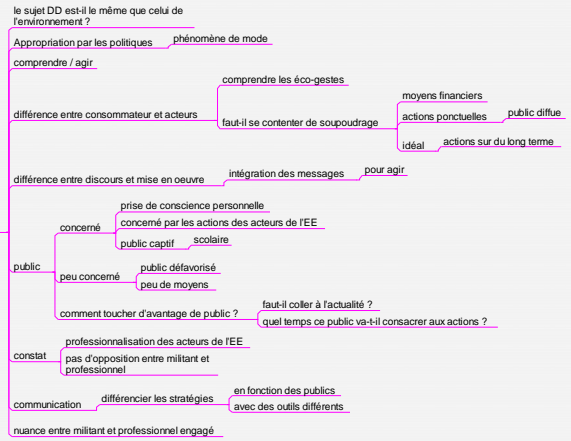 le sujet DD est-il le même que celui de
l'environnement ?
Appropriation par les politiques
phénomène de mode
comprendre / agir
différence entre consommateur et acteurs
comprendre les éco-gestes
faut-il se contenter de soupoudrage
moyens financiers
actions ponctuelles
public diffue
idéal
actions sur du long terme
différence entre discours et mise en oeuvre
intégration des messages
pour agir
public
concerné
prise de conscience personnelle
concerné par les actions des acteurs de l'EE
public captif
scolaire
peu concerné
public défavorisé
peu de moyens
comment toucher d'avantage de public ?
faut-il coller à l'actualité ?
quel temps ce public va-t-il consacrer aux actions ?
constat
professionnalisation des acteurs de l'EE
pas d'opposition entre militant et
professionnel
communication
différencier les stratégies
en fonction des publics
avec des outils différents
nuance entre militant et professionnel engagé